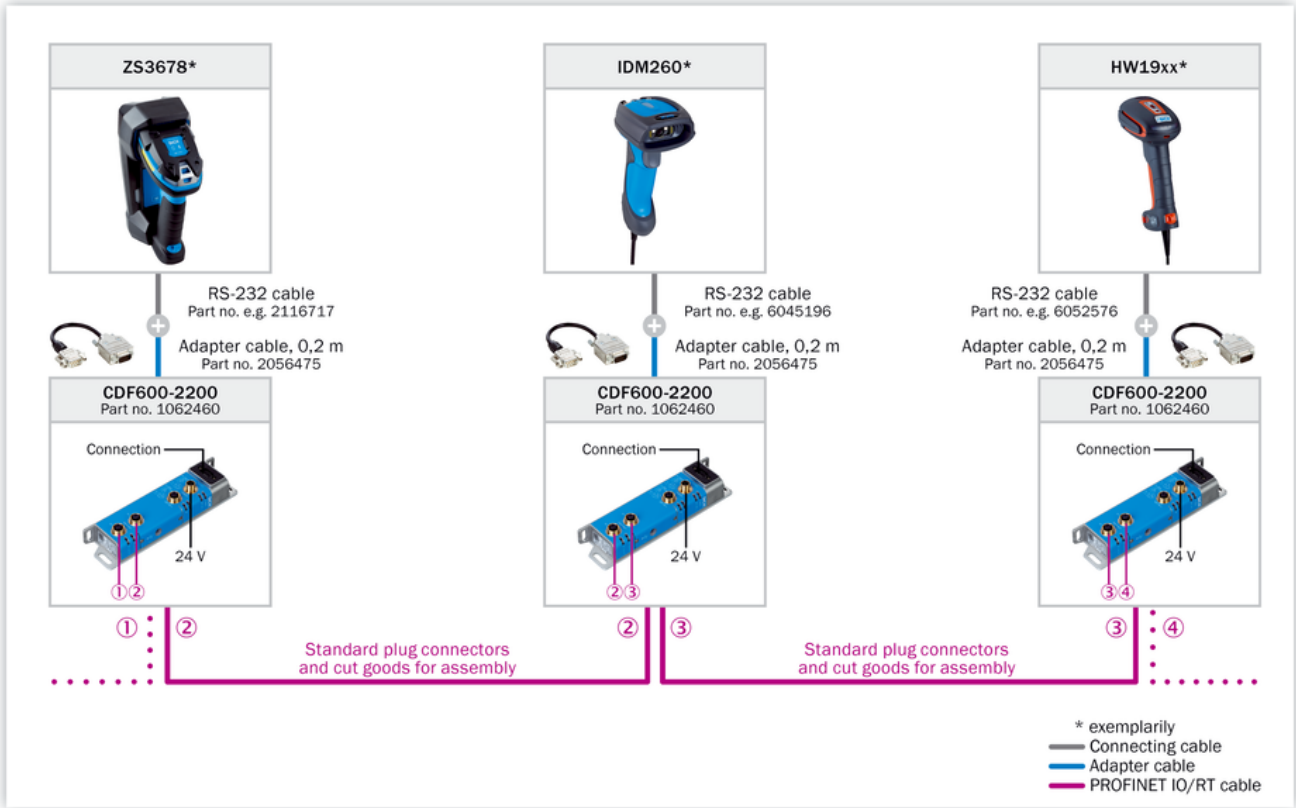 ZS3678*
IDM260*
HW19xx*
RS-232 cable
Part no. e.g. 2116717
Adapter cable, 0,2 m
Part no. 2056475
RS-232 cable
Part no. e.g. 6045196
Adapter cable, 0,2 m
Part no. 2056475
RS-232 cable
Part no. e.g. 6052576
Adapter cable, 0,2 m
Part no. 2056475
CDF600-2200
Part no. 1062460
Connection
24 V
①②
CDF600-2200
Part no. 1062460
Connection
24 V
②③
CDF600-2200
Part no. 1062460
Connection
24 V
③④
① ②
② ③
③ ④
Standard plug connectors
and cut goods for assembly
Standard plug connectors
and cut goods for assembly
* exemplarily
Connecting cable
Adapter cable
PROFINET IO/RT cable